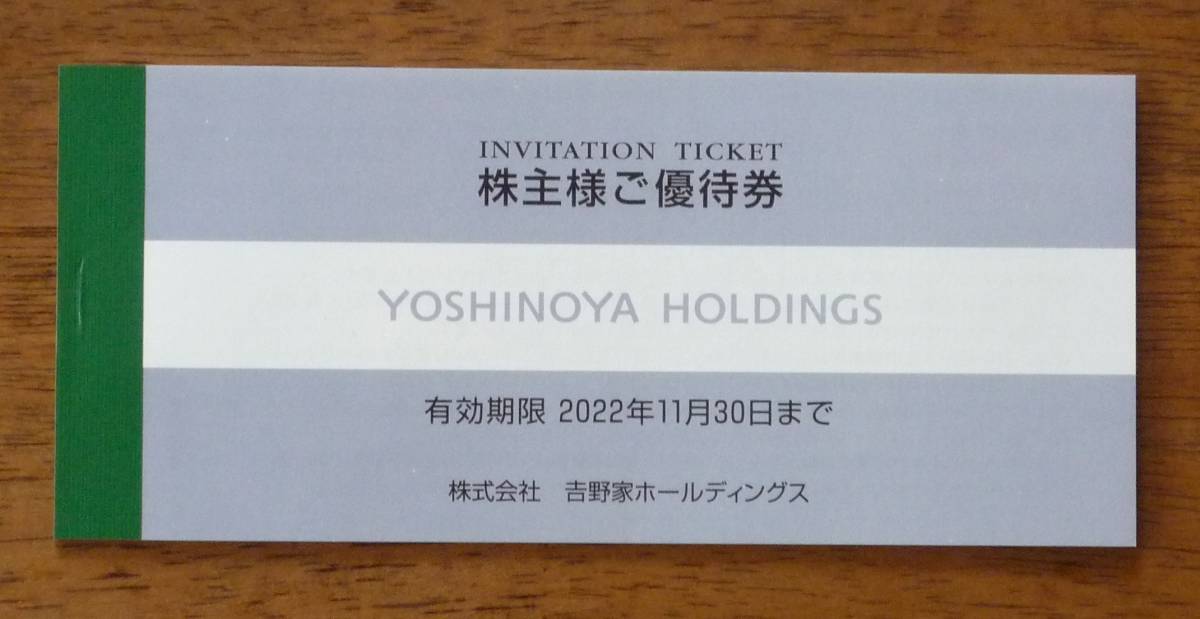 INVITATION TICKET
株主様ご優待券
YOSHINOYA HOLDINGS
有効期限 2022年11月30日まで
株式会社　𠮷野家ホールディングス